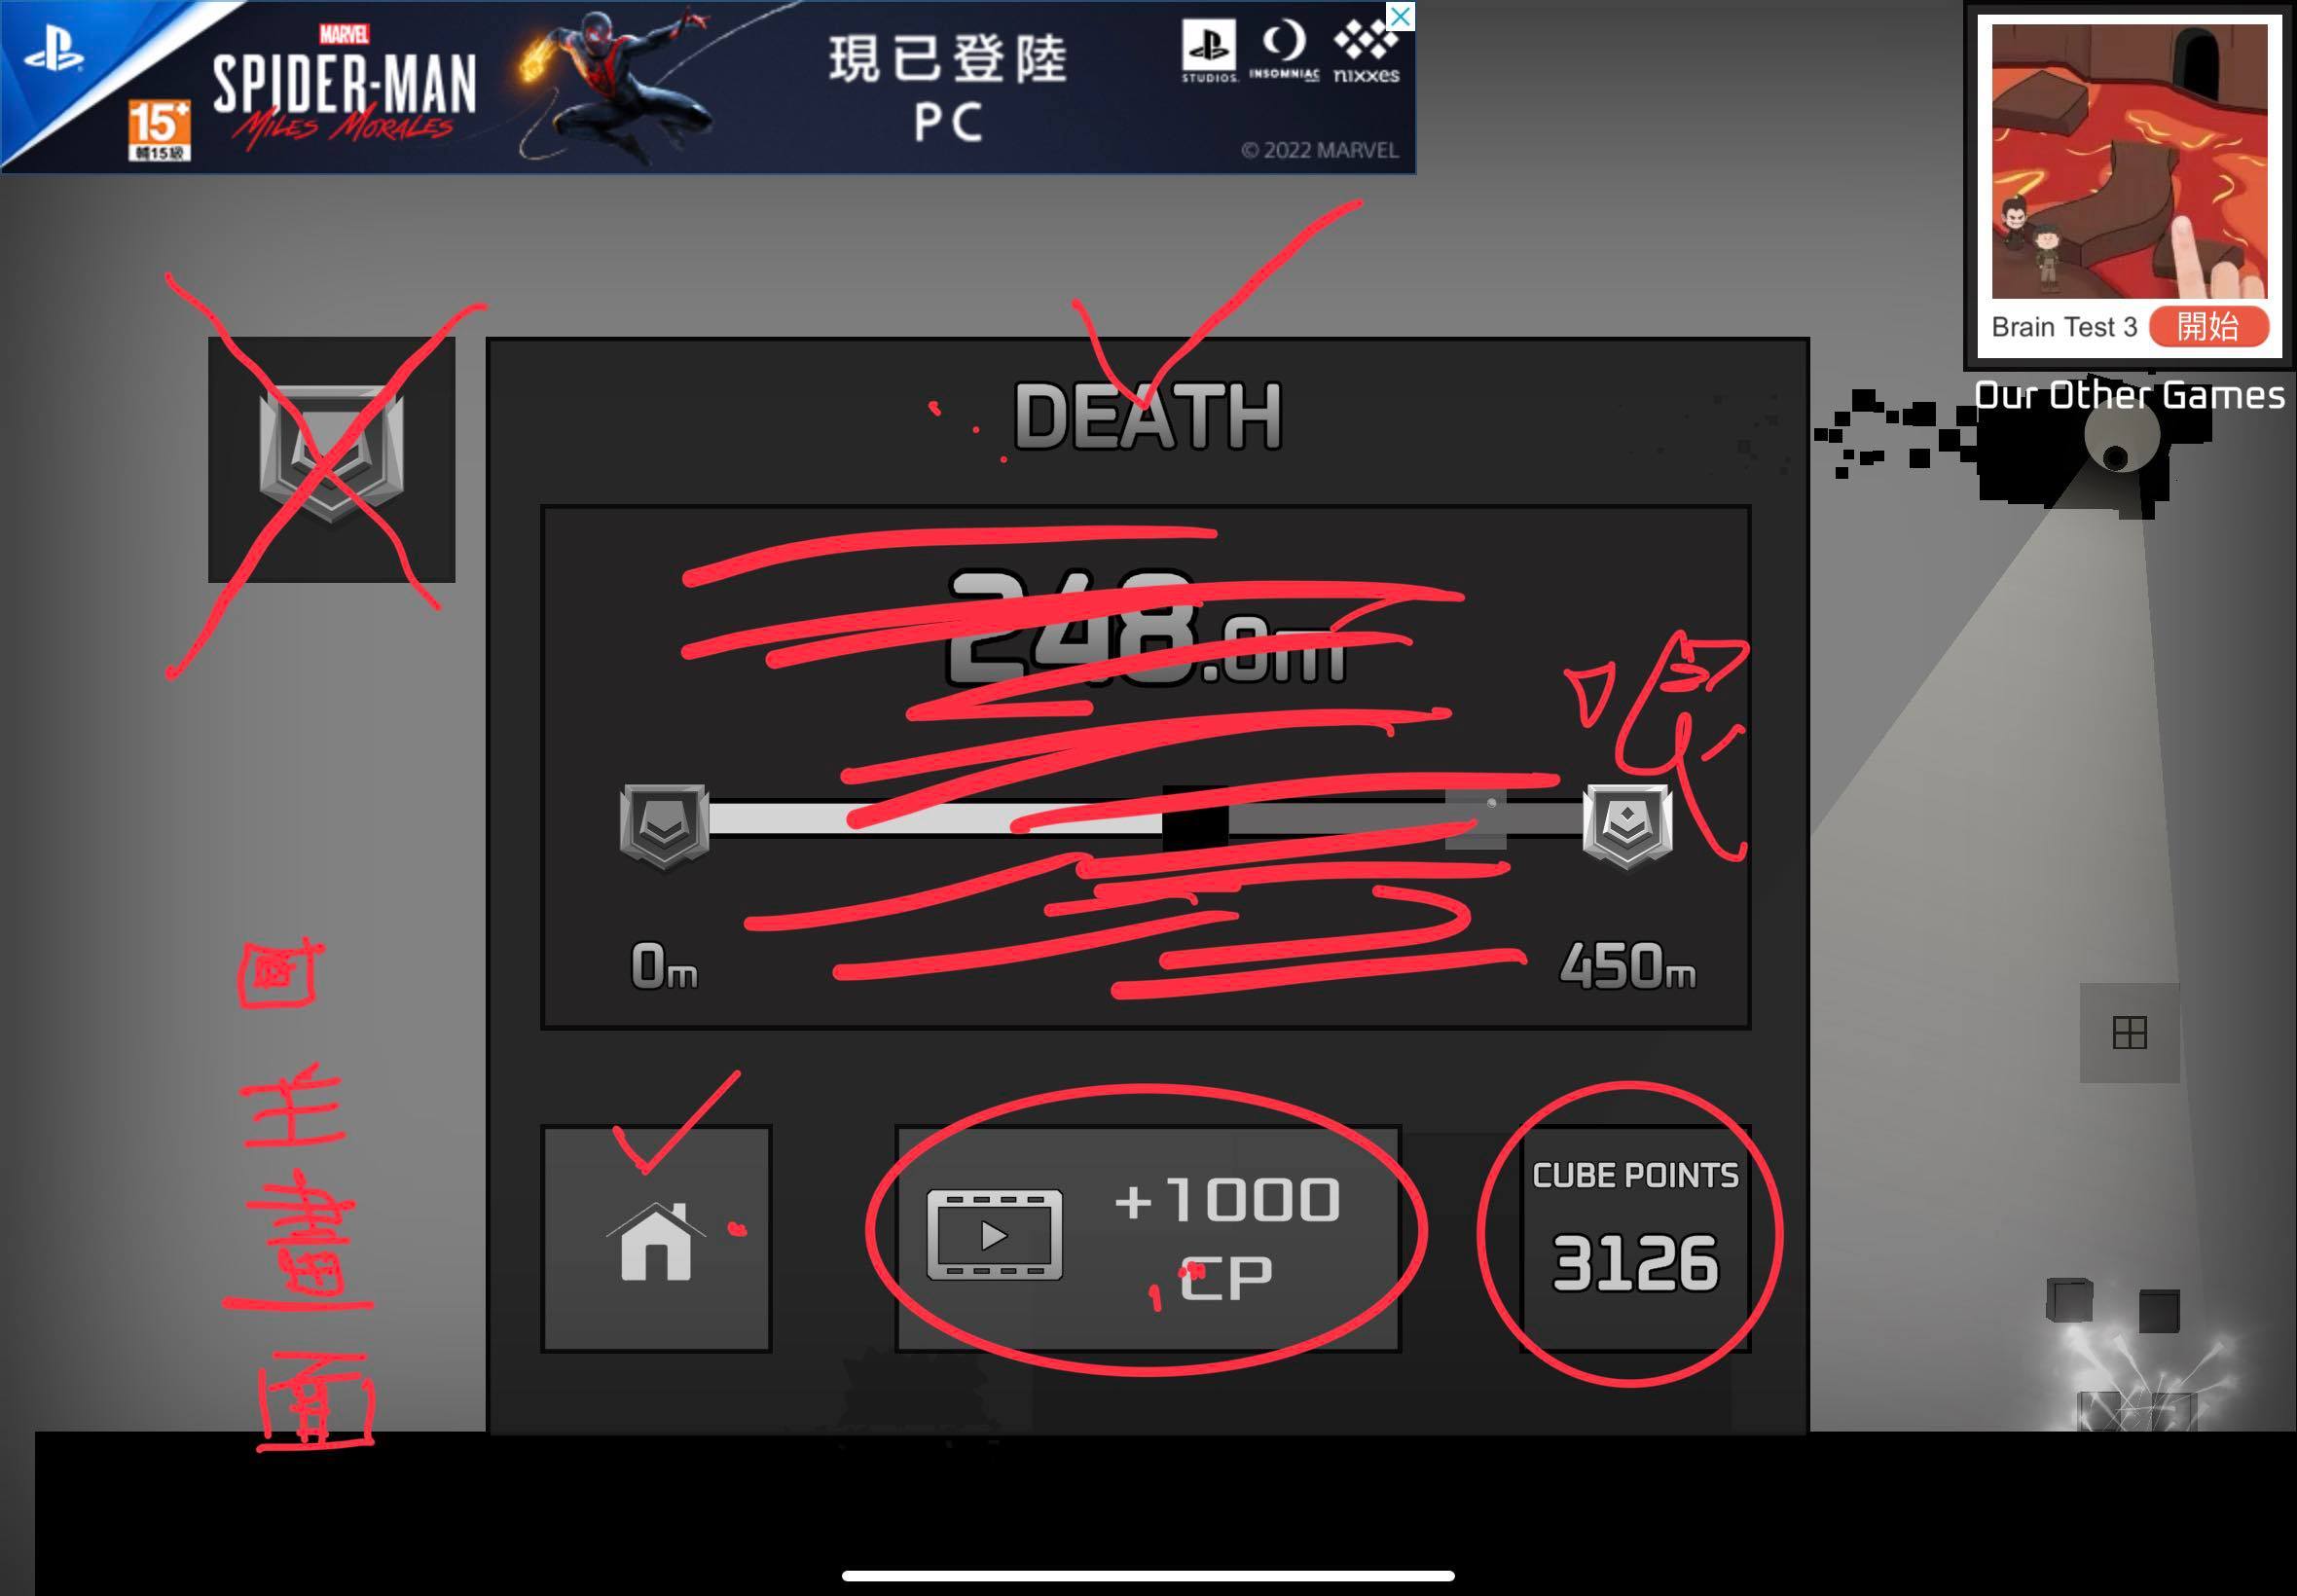 MARVEL
SPIDER-MAN
MILES MORALES
15+
輔15級
現已登陸
PC
STUDIOS.
INSOMNIAC
nixxes
© 2022 MARVEL
Brain Test 3
開始
Our Other Games
DEATH
248.0m
0m
450m
回主畫面
+1000
CP
CUBE POINTS
3126